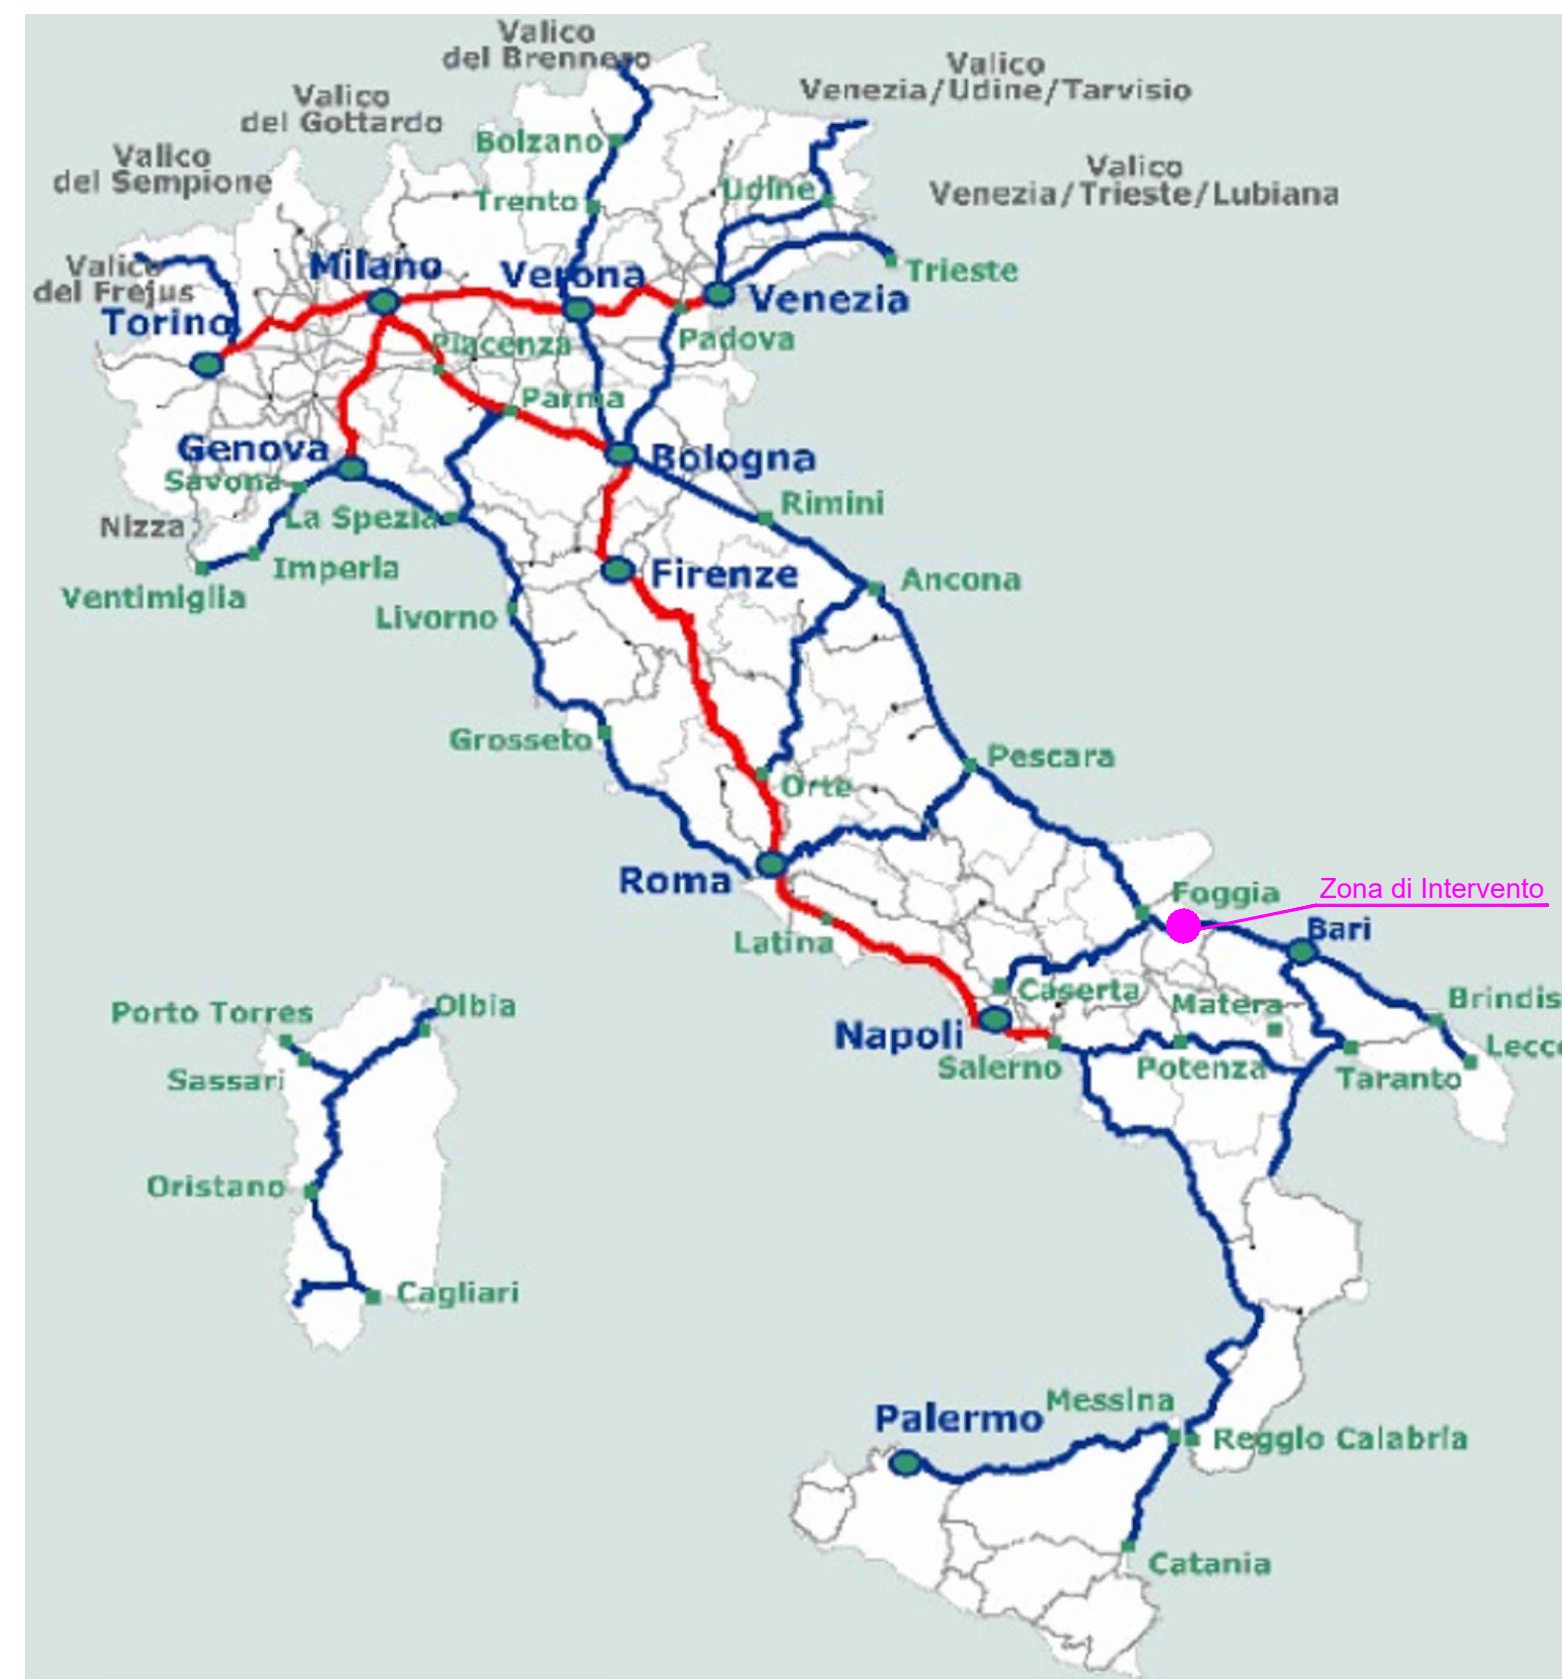 Valico
del Brennero
Valico
Venezia/Udine/Tarvisio
Valico
del Gottardo
Bolzano
Valico
del Sempione
Valico
Venezia/Trieste/Lubiana
Trento
Udine
Valico
del Frejus
Milano
Verona
Trieste
Venezia
Torino
Piacenza
Padova
Parma
Genova
Bologna
Savona
Rimini
La Spezia
Nizza
Imperia
Firenze
Ancona
Ventimiglia
Livorno
Grosseto
Pescara
Orte
Roma
Foggia
Zona di Intervento
Bari
Latina
Caserta
Matera
Brindis
Porto Torres
Olbia
Napoli
Lecce
Salerno
Potenza
Taranto
Sassari
Oristano
Cagliari
Messina
Palermo
Reggio Calabria
Catania